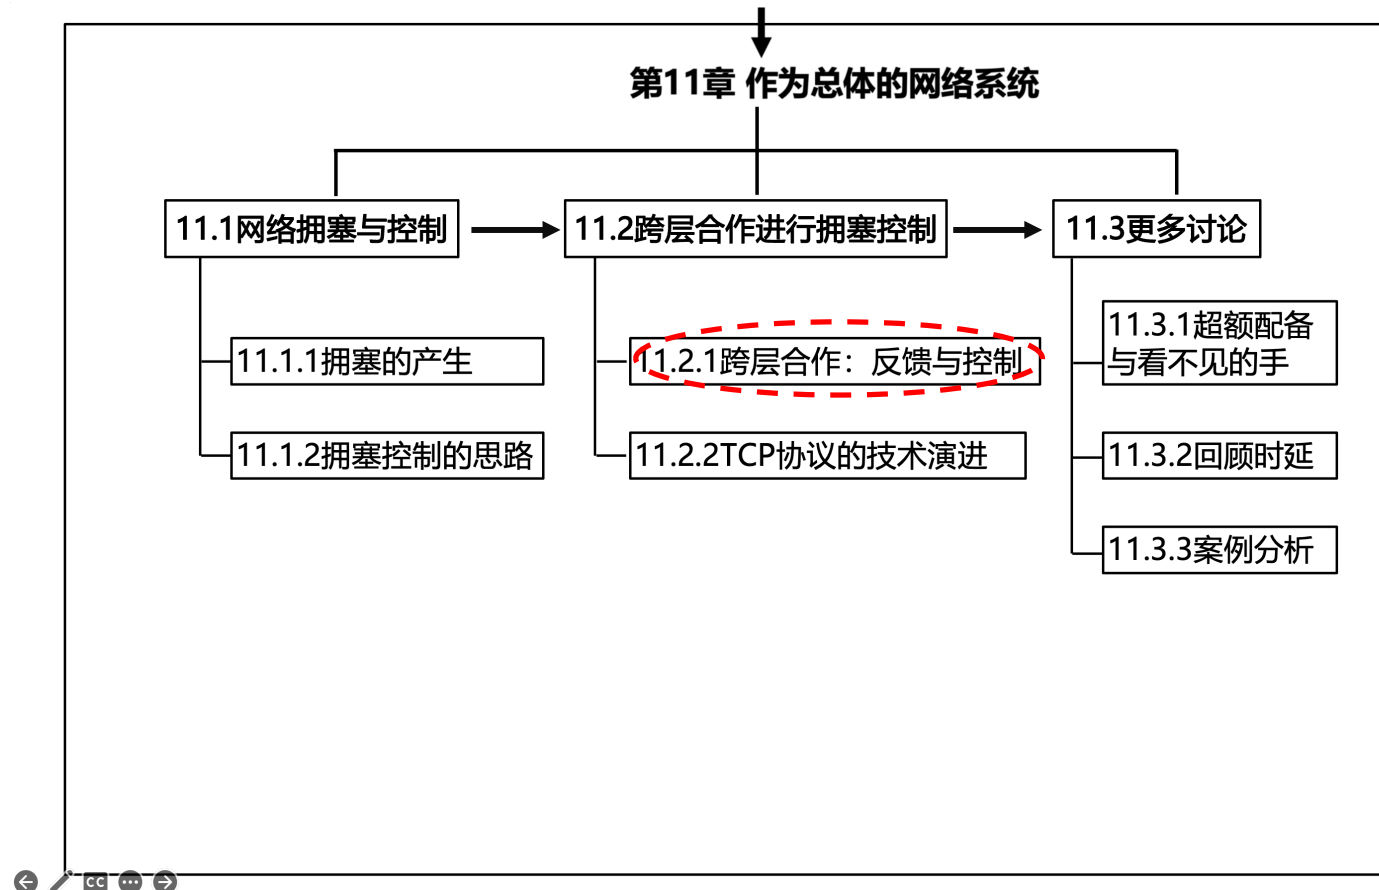 第11章 作为总体的网络系统
11.1网络拥塞与控制
11.2跨层合作进行拥塞控制
11.3更多讨论
11.1.1拥塞的产生
11.1.2拥塞控制的思路
11.2.1跨层合作：反馈与控制
11.2.2TCP协议的技术演进
11.3.1超额配备
与看不见的手
11.3.2回顾时延
11.3.3案例分析
CC